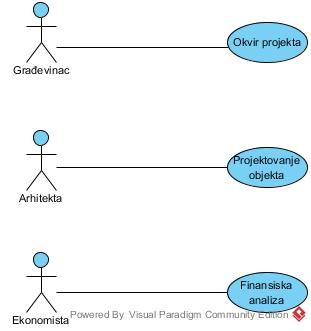 Okvir projekta
Građevinac
Projektovanje
objekta
Arhitekta
Finansiska
analiza
Powered By Visual Paradigm Community Edition
Ekonomista